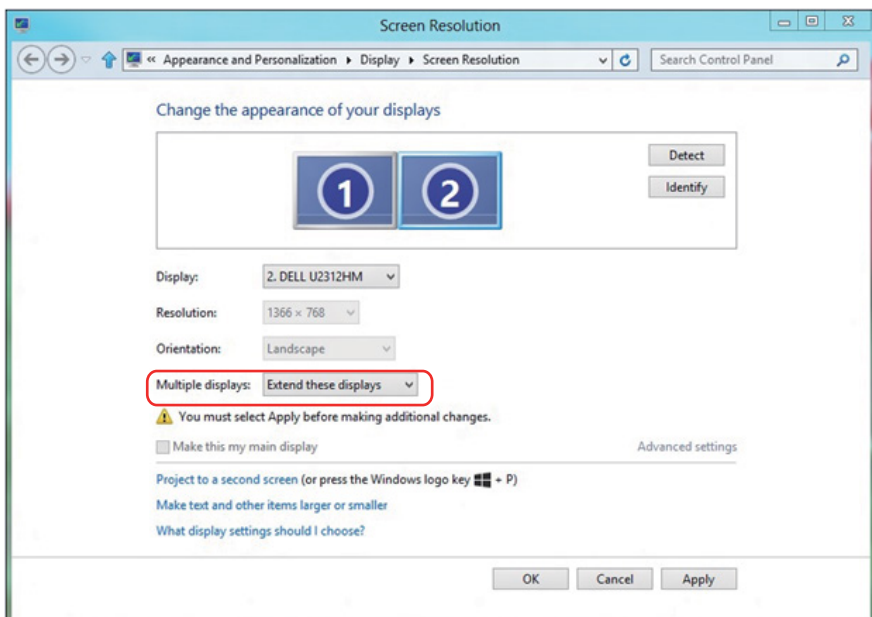 Screen Resolution
« Appearance and Personalization ▸ Display ▸ Screen Resolution
Search Control Panel
Change the appearance of your displays
1 2
Detect
Identify
Display: 2. DELL U2312HM
Resolution: 1366 × 768
Orientation: Landscape
Multiple displays: Extend these displays
You must select Apply before making additional changes.
Make this my main display Advanced settings
Project to a second screen (or press the Windows logo key + P)
Make text and other items larger or smaller
What display settings should I choose?
OK Cancel Apply